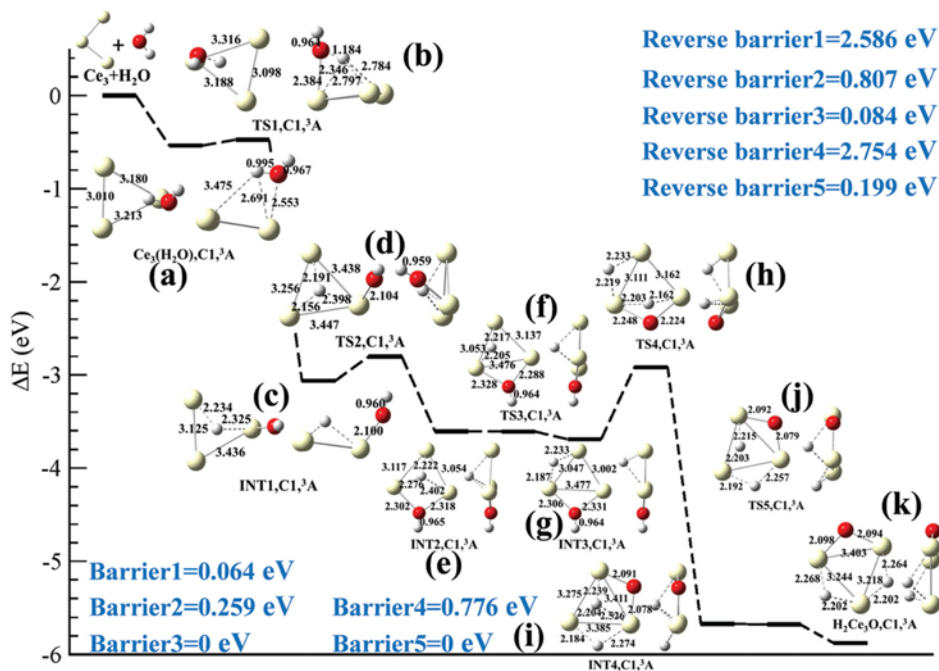 Reverse barrier1=2.586 eV
Reverse barrier2=0.807 eV
Reverse barrier3=0.084 eV
Reverse barrier4=2.754 eV
Reverse barrier5=0.199 eV
ΔE (eV)
0
-1
-2
-3
-4
-5
-6
+
Ce3+H2O
3.316
3.188
3.098
0.964
1.184
2.346
2.784
2.384
2.797
(b)
TS1,C1,³A
3.180
3.010
3.213
0.995
0.967
3.475
2.691
2.553
Ce3(H2O),C1,³A
(a)
(d)
2.191
3.438
3.256
2.398
2.156
2.104
3.447
0.959
TS2,C1,³A
(c)
2.234
2.325
3.125
3.436
0.960
2.100
INT1,C1,³A
(f)
2.217
3.137
3.053
2.205
3.476
2.288
2.328
0.964
TS3,C1,³A
(h)
2.233
3.111
3.162
2.219
2.203
2.162
2.248
2.224
TS4,C1,³A
3.117
2.222
3.054
2.276
2.402
2.302
2.318
0.965
INT2,C1,³A
(e)
2.233
3.047
3.002
2.187
3.477
2.306
2.331
0.964
(g)
INT3,C1,³A
(j)
2.092
2.215
2.079
2.203
2.192
2.257
TS5,C1,³A
(k)
2.098
2.094
3.403
2.264
2.268
3.244
3.218
2.202
2.202
H2Ce3O,C1,³A
2.091
3.275
2.239
3.411
2.204
2.526
2.078
3.385
2.184
2.274
(i)
INT4,C1,³A
Barrier1=0.064 eV
Barrier2=0.259 eV
Barrier4=0.776 eV
Barrier3=0 eV
Barrier5=0 eV